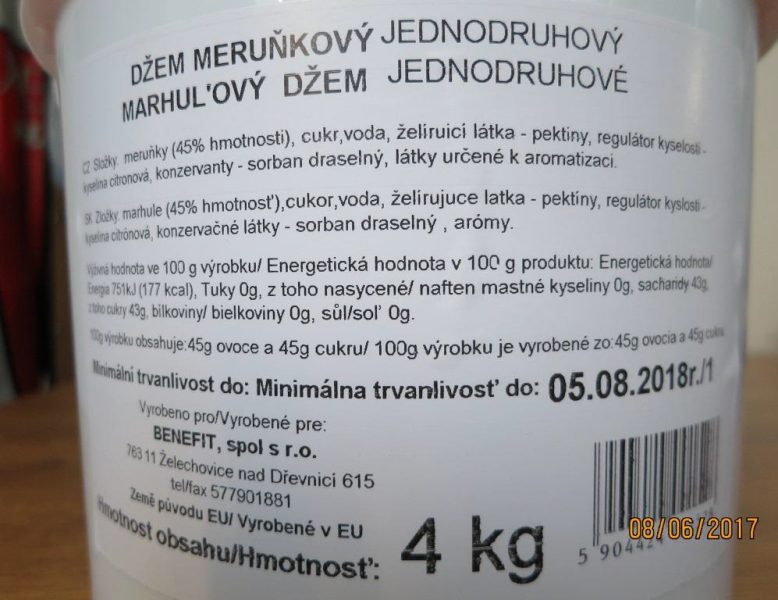 DŽEM MERUŇKOVÝ JEDNODRUHOVÝ
MARHUĽOVÝ DŽEM JEDNODRUHOVÉ
CZ Složky. meruňky (45% hmotnosti), cukr,voda, želíruicí látka - pektiny, regulátor kyselosti -
kyselina citronová, konzervanty - sorban draselný, látky určené k aromatizaci.
SK Zložky. marhule (45% hmotnosť),cukor,voda, želírujuce latka - pektíny, regulátor kyslosti -
kyselina citrónová, konzervačné látky - sorban draselný , arómy.
Výživná hodnota ve 100 g výrobku/ Energetická hodnota v 100 g produktu: Energetická hodnota/
Energia 751kJ (177 kcal), Tuky 0g, z toho nasycené/ naften mastné kyseliny 0g, sacharidy 43g,
z toho cukry 43g, bílkoviny/ bielkoviny 0g, sůl/soľ 0g.
100g výrobku obsahuje:45g ovoce a 45g cukru/ 100g výrobku je vyrobené zo:45g ovocia a 45g cukru.
Minimální trvanlivost do: Minimálna trvanlivosť do: 05.08.2018r./1
Vyrobeno pro/Vyrobené pre:
BENEFIT, spol s r.o.
763 11 Želechovice nad Dřevnicí 615
tel/fax 577901881
Země původu EU/ Vyrobené v EU
Hmotnost obsahu/Hmotnosť: 4 kg
5 90442
08/06/2017